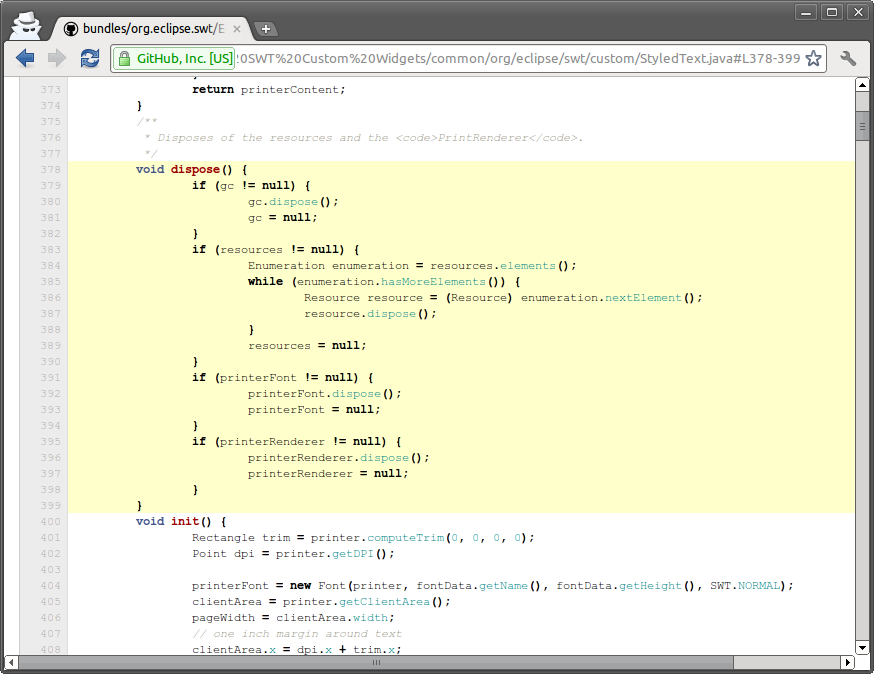 bundles/org.eclipse.swt/E
GitHub, Inc. [US] 20SWT%20Custom%20Widgets/common/org/eclipse/swt/custom/StyledText.java#L378-399
373 return printerContent;
374 }
375 /**
376 * Disposes of the resources and the <code>PrintRenderer</code>.
377 */
378 void dispose() {
379 if (gc != null) {
380 gc.dispose();
381 gc = null;
382 }
383 if (resources != null) {
384 Enumeration enumeration = resources.elements();
385 while (enumeration.hasMoreElements()) {
386 Resource resource = (Resource) enumeration.nextElement();
387 resource.dispose();
388 }
389 resources = null;
390 }
391 if (printerFont != null) {
392 printerFont.dispose();
393 printerFont = null;
394 }
395 if (printerRenderer != null) {
396 printerRenderer.dispose();
397 printerRenderer = null;
398 }
399 }
400 void init() {
401 Rectangle trim = printer.computeTrim(0, 0, 0, 0);
402 Point dpi = printer.getDPI();
403
404 printerFont = new Font(printer, fontData.getName(), fontData.getHeight(), SWT.NORMAL);
405 clientArea = printer.getClientArea();
406 pageWidth = clientArea.width;
407 // one inch margin around text
408 clientArea.x = dpi.x + trim.x;